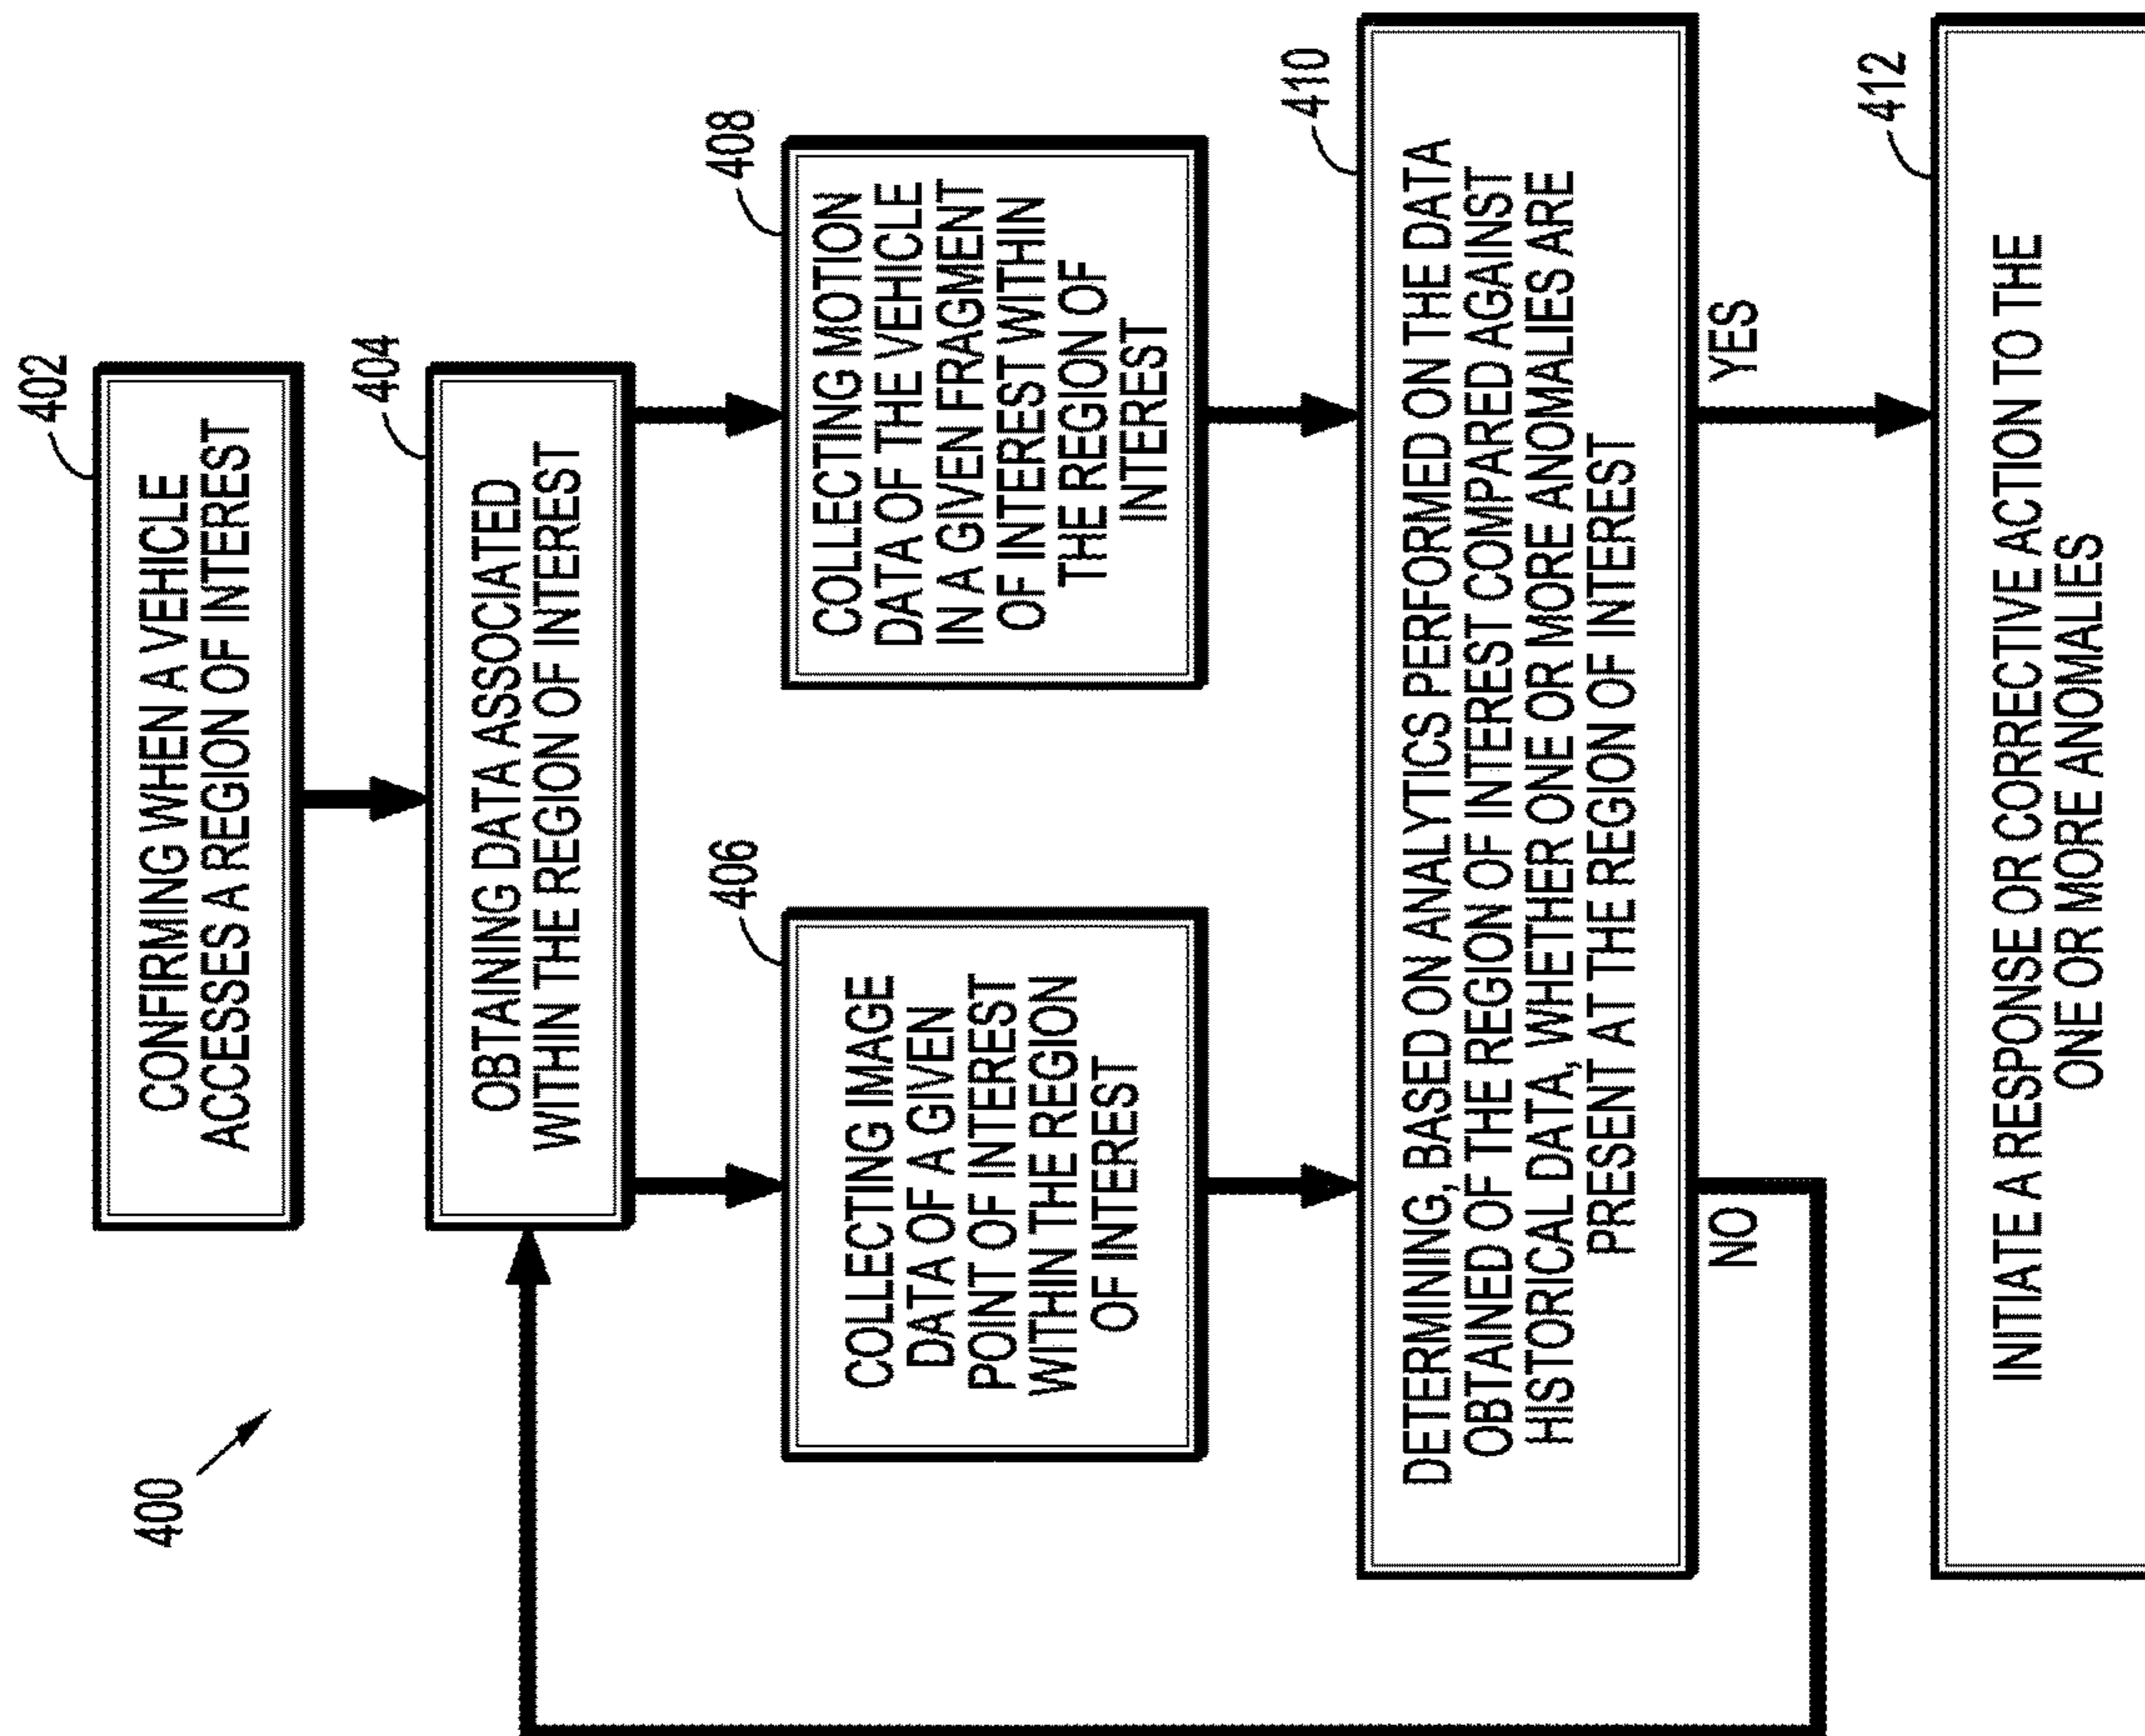 400
402
CONFIRMING WHEN A VEHICLE
ACCESSES A REGION OF INTEREST
404
OBTAINING DATA ASSOCIATED
WITHIN THE REGION OF INTEREST
406
COLLECTING IMAGE
DATA OF A GIVEN
POINT OF INTEREST
WITHIN THE REGION
OF INTEREST
408
COLLECTING MOTION
DATA OF THE VEHICLE
IN A GIVEN FRAGMENT
OF INTEREST WITHIN
THE REGION OF
INTEREST
410
DETERMINING, BASED ON ANALYTICS PERFORMED ON THE DATA
OBTAINED OF THE REGION OF INTEREST COMPARED AGAINST
HISTORICAL DATA, WHETHER ONE OR MORE ANOMALIES ARE
PRESENT AT THE REGION OF INTEREST
NO
YES
412
INITIATE A RESPONSE OR CORRECTIVE ACTION TO THE
ONE OR MORE ANOMALIES